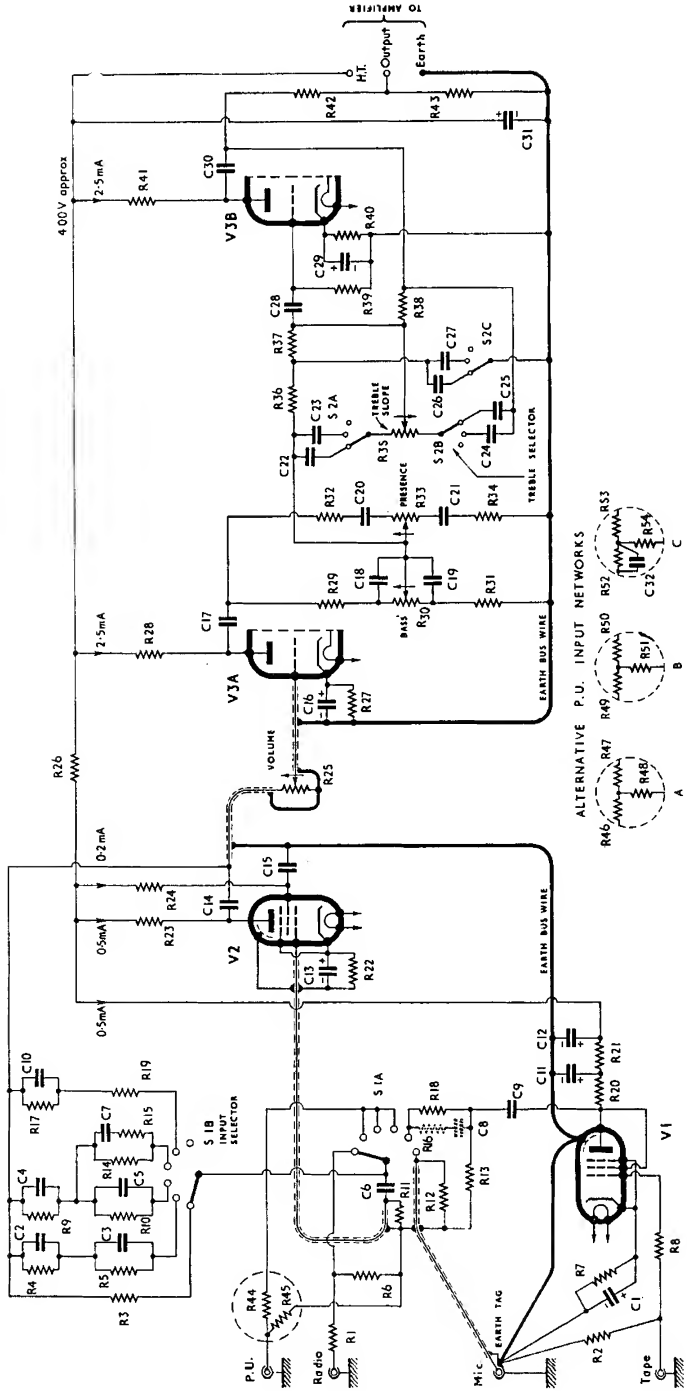 400V approx
2·5mA
R41
V3B
C30
R42
H.T.
Output
Earth
TO AMPLIFIER
R43
C31
C28
C29
R40
R39
R38
R37
R36
C27
S2C
C26
C25
C24
S2B
TREBLE SELECTOR
C23
S2A
C22
TREBLE SLOPE
R35
R32
C20
PRESENCE
R33
C21
R34
R29
C18
BASS
R30
C19
R31
C17
2·5mA
R28
V3A
C16
R27
EARTH BUS WIRE
R26
VOLUME
R25
0·2mA
0·5mA
0·5mA
R24
R23
C14
C15
V2
C13
R22
EARTH BUS WIRE
C12
C11
R21
R20
V1
C10
R17
R19
C4
R9
C7
R15
R14
C5
R10
C2
R4
C3
R5
R3
S1B
INPUT SELECTOR
S1A
R18
R16
C8
C9
R13
R12
R11
C6
R6
R44
R45
P.U.
R1
Radio
Mic.
EARTH TAG
R7
C1
R2
R8
Tape
ALTERNATIVE P.U. INPUT NETWORKS
R46
R47
R48
A
R49
R50
R51
B
R52
R53
R54
C32
C